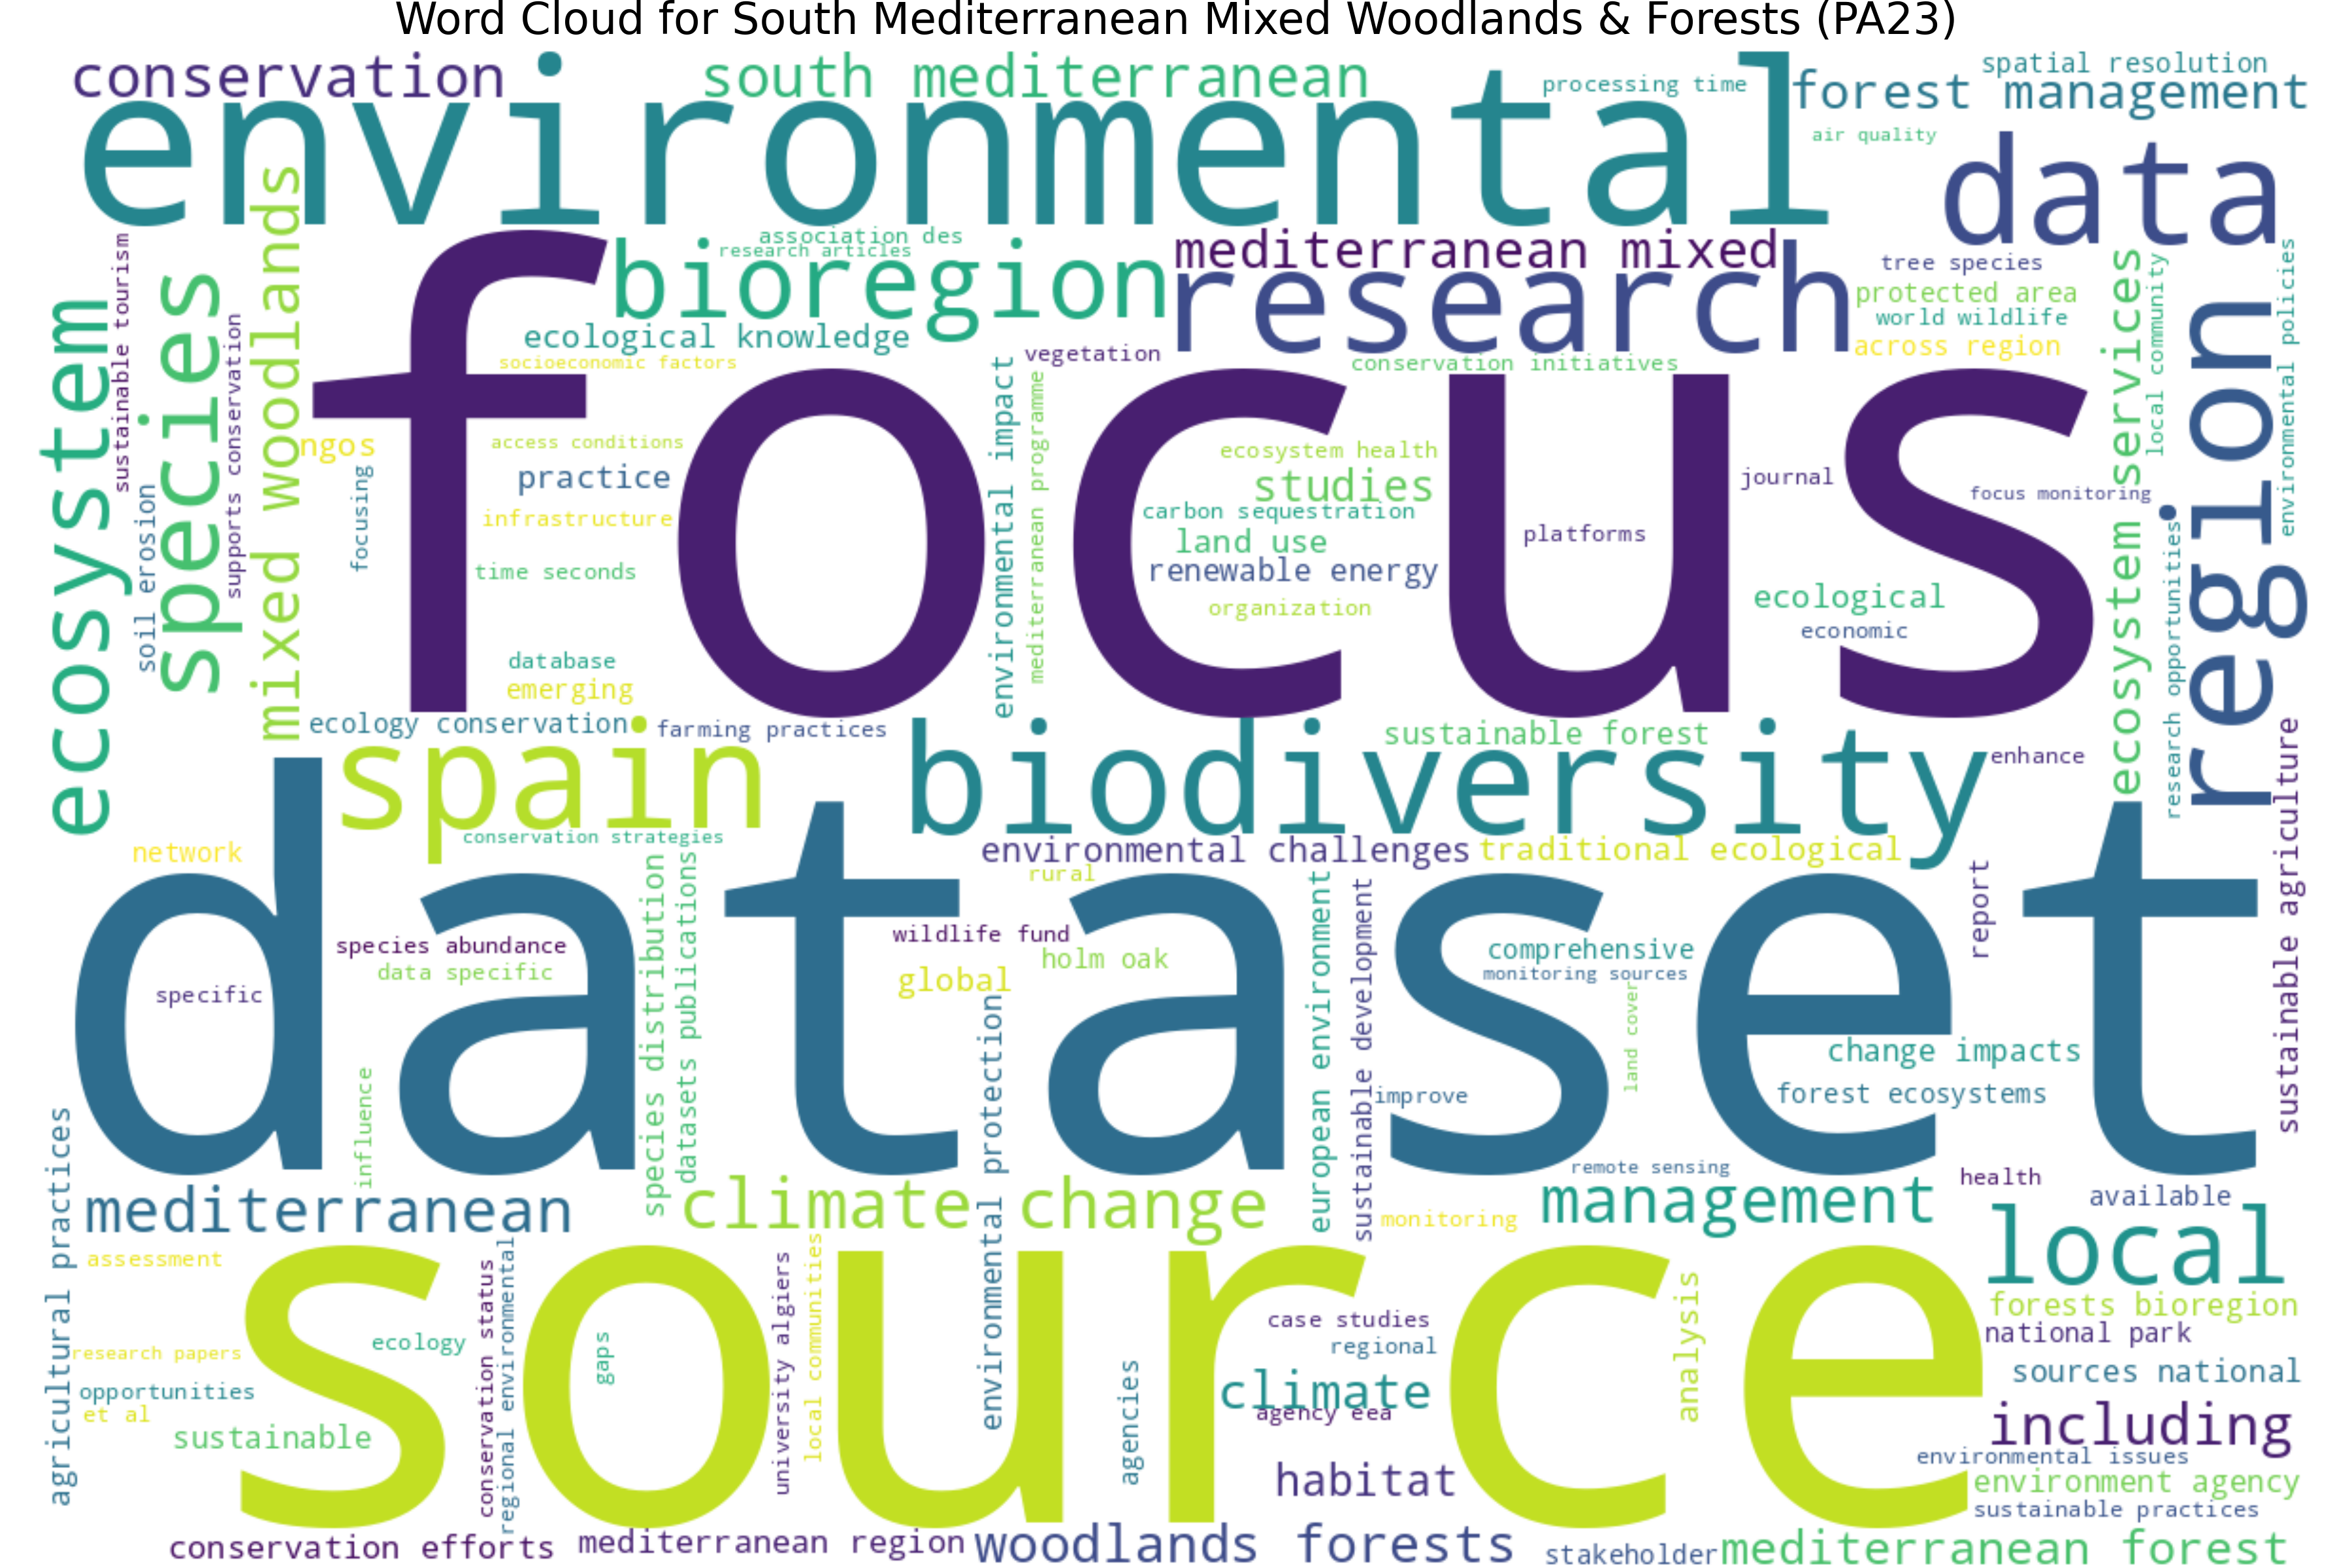 Word Cloud for South Mediterranean Mixed Woodlands & Forests (PA23)
conservation
south mediterranean
processing time
spatial resolution
forest management
environmental
air quality
data
association des
research articles
bioregion
mediterranean mixed
research
tree species
protected area
world wildlife
across region
ecological knowledge
socioeconomic factors
vegetation
conservation initiatives
ecosystem
sustainable tourism
soil erosion
species
supports conservation
mixed woodlands
ngos
focusing
focus
access conditions
practice
infrastructure
time seconds
database
emerging
environmental impact
mediterranean programme
ecosystem health
studies
carbon sequestration
land use
renewable energy
organization
platforms
journal
focus monitoring
ecological
economic
ecosystem services
local community
research opportunities
region
environmental policies
ecology conservation
farming practices
spain
conservation strategies
biodiversity
sustainable forest
enhance
sustainable agriculture
network
environmental challenges
traditional ecological
rural
report
dataset
specific
species abundance
data specific
influence
species distribution
datasets publications
wildlife fund
holm oak
global
environmental protection
european environment
sustainable development
comprehensive
monitoring sources
land cover
improve
change impacts
forest ecosystems
remote sensing
health
available
agricultural practices
mediterranean
climate change
monitoring
management
local
assessment
source
research papers
opportunities
et al
sustainable
ecology
conservation status
regional environmental
gaps
university algiers
local communities
agencies
case studies
regional
climate
agency eea
habitat
analysis
forests bioregion
national park
sources national
including
environmental issues
environment agency
sustainable practices
conservation efforts
mediterranean region
woodlands forests
stakeholder
mediterranean forest